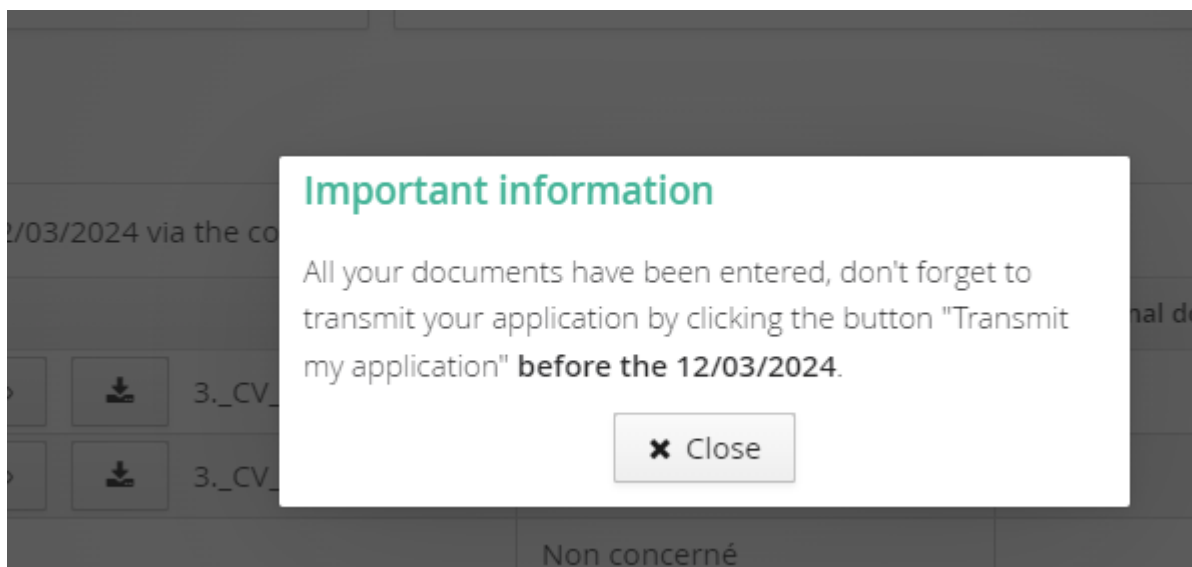 Important information
2/03/2024 via the co
All your documents have been entered, don't forget to
transmit your application by clicking the button "Transmit
my application" before the 12/03/2024.
3._CV_
Close
3._CV_
Non concerné